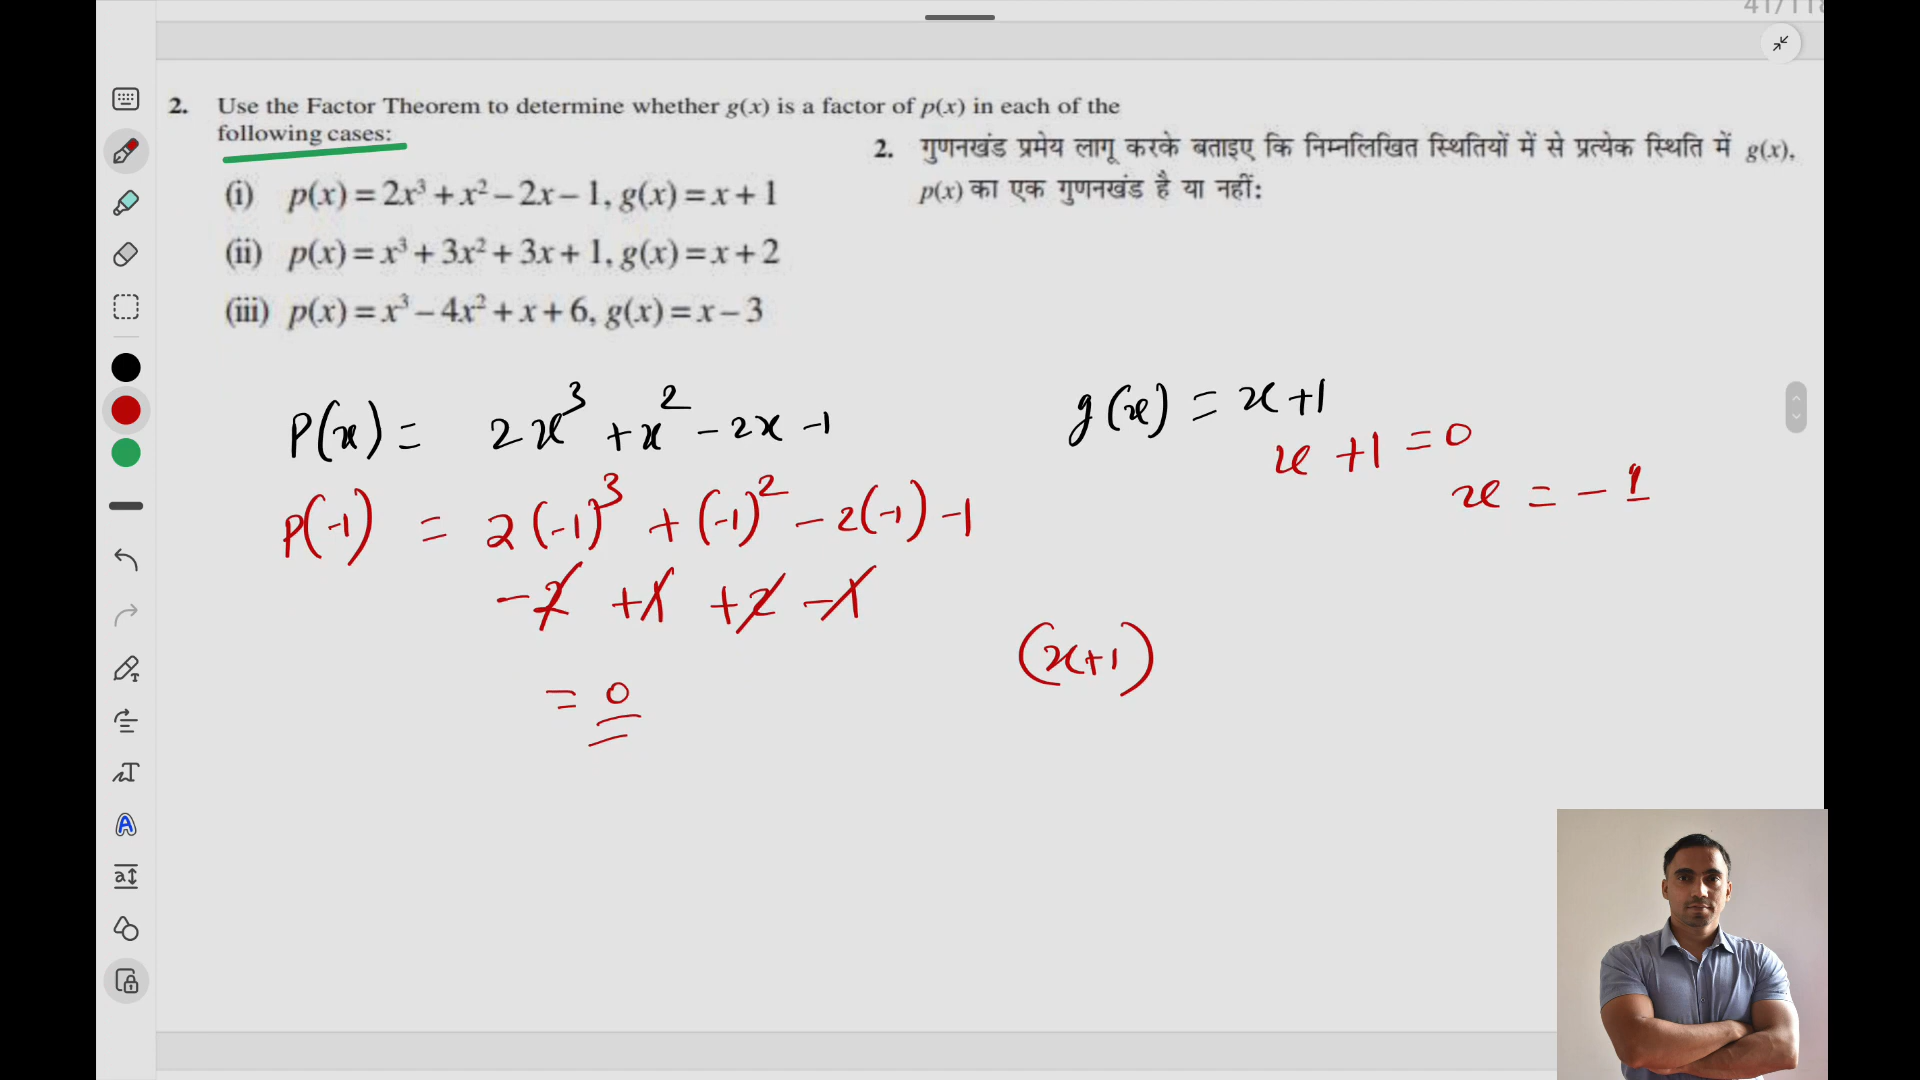 41/118
2. Use the Factor Theorem to determine whether g(x) is a factor of p(x) in each of the
following cases:
(i) p(x) = 2x³ + x² – 2x – 1, g(x) = x + 1
(ii) p(x) = x³ + 3x² + 3x + 1, g(x) = x + 2
(iii) p(x) = x³ – 4x² + x + 6, g(x) = x – 3
2. गुणनखंड प्रमेय लागू करके बताइए कि निम्नलिखित स्थितियों में से प्रत्येक स्थिति में g(x),
p(x) का एक गुणनखंड है या नहीं:
P(x) = 2x³ + x² - 2x - 1
g(x) = x+1
x + 1 = 0
x = - 1
P(-1) = 2(-1)³ + (-1)² - 2(-1) - 1
- 2 + 1 + 2 - 1
= 0
(x+1)